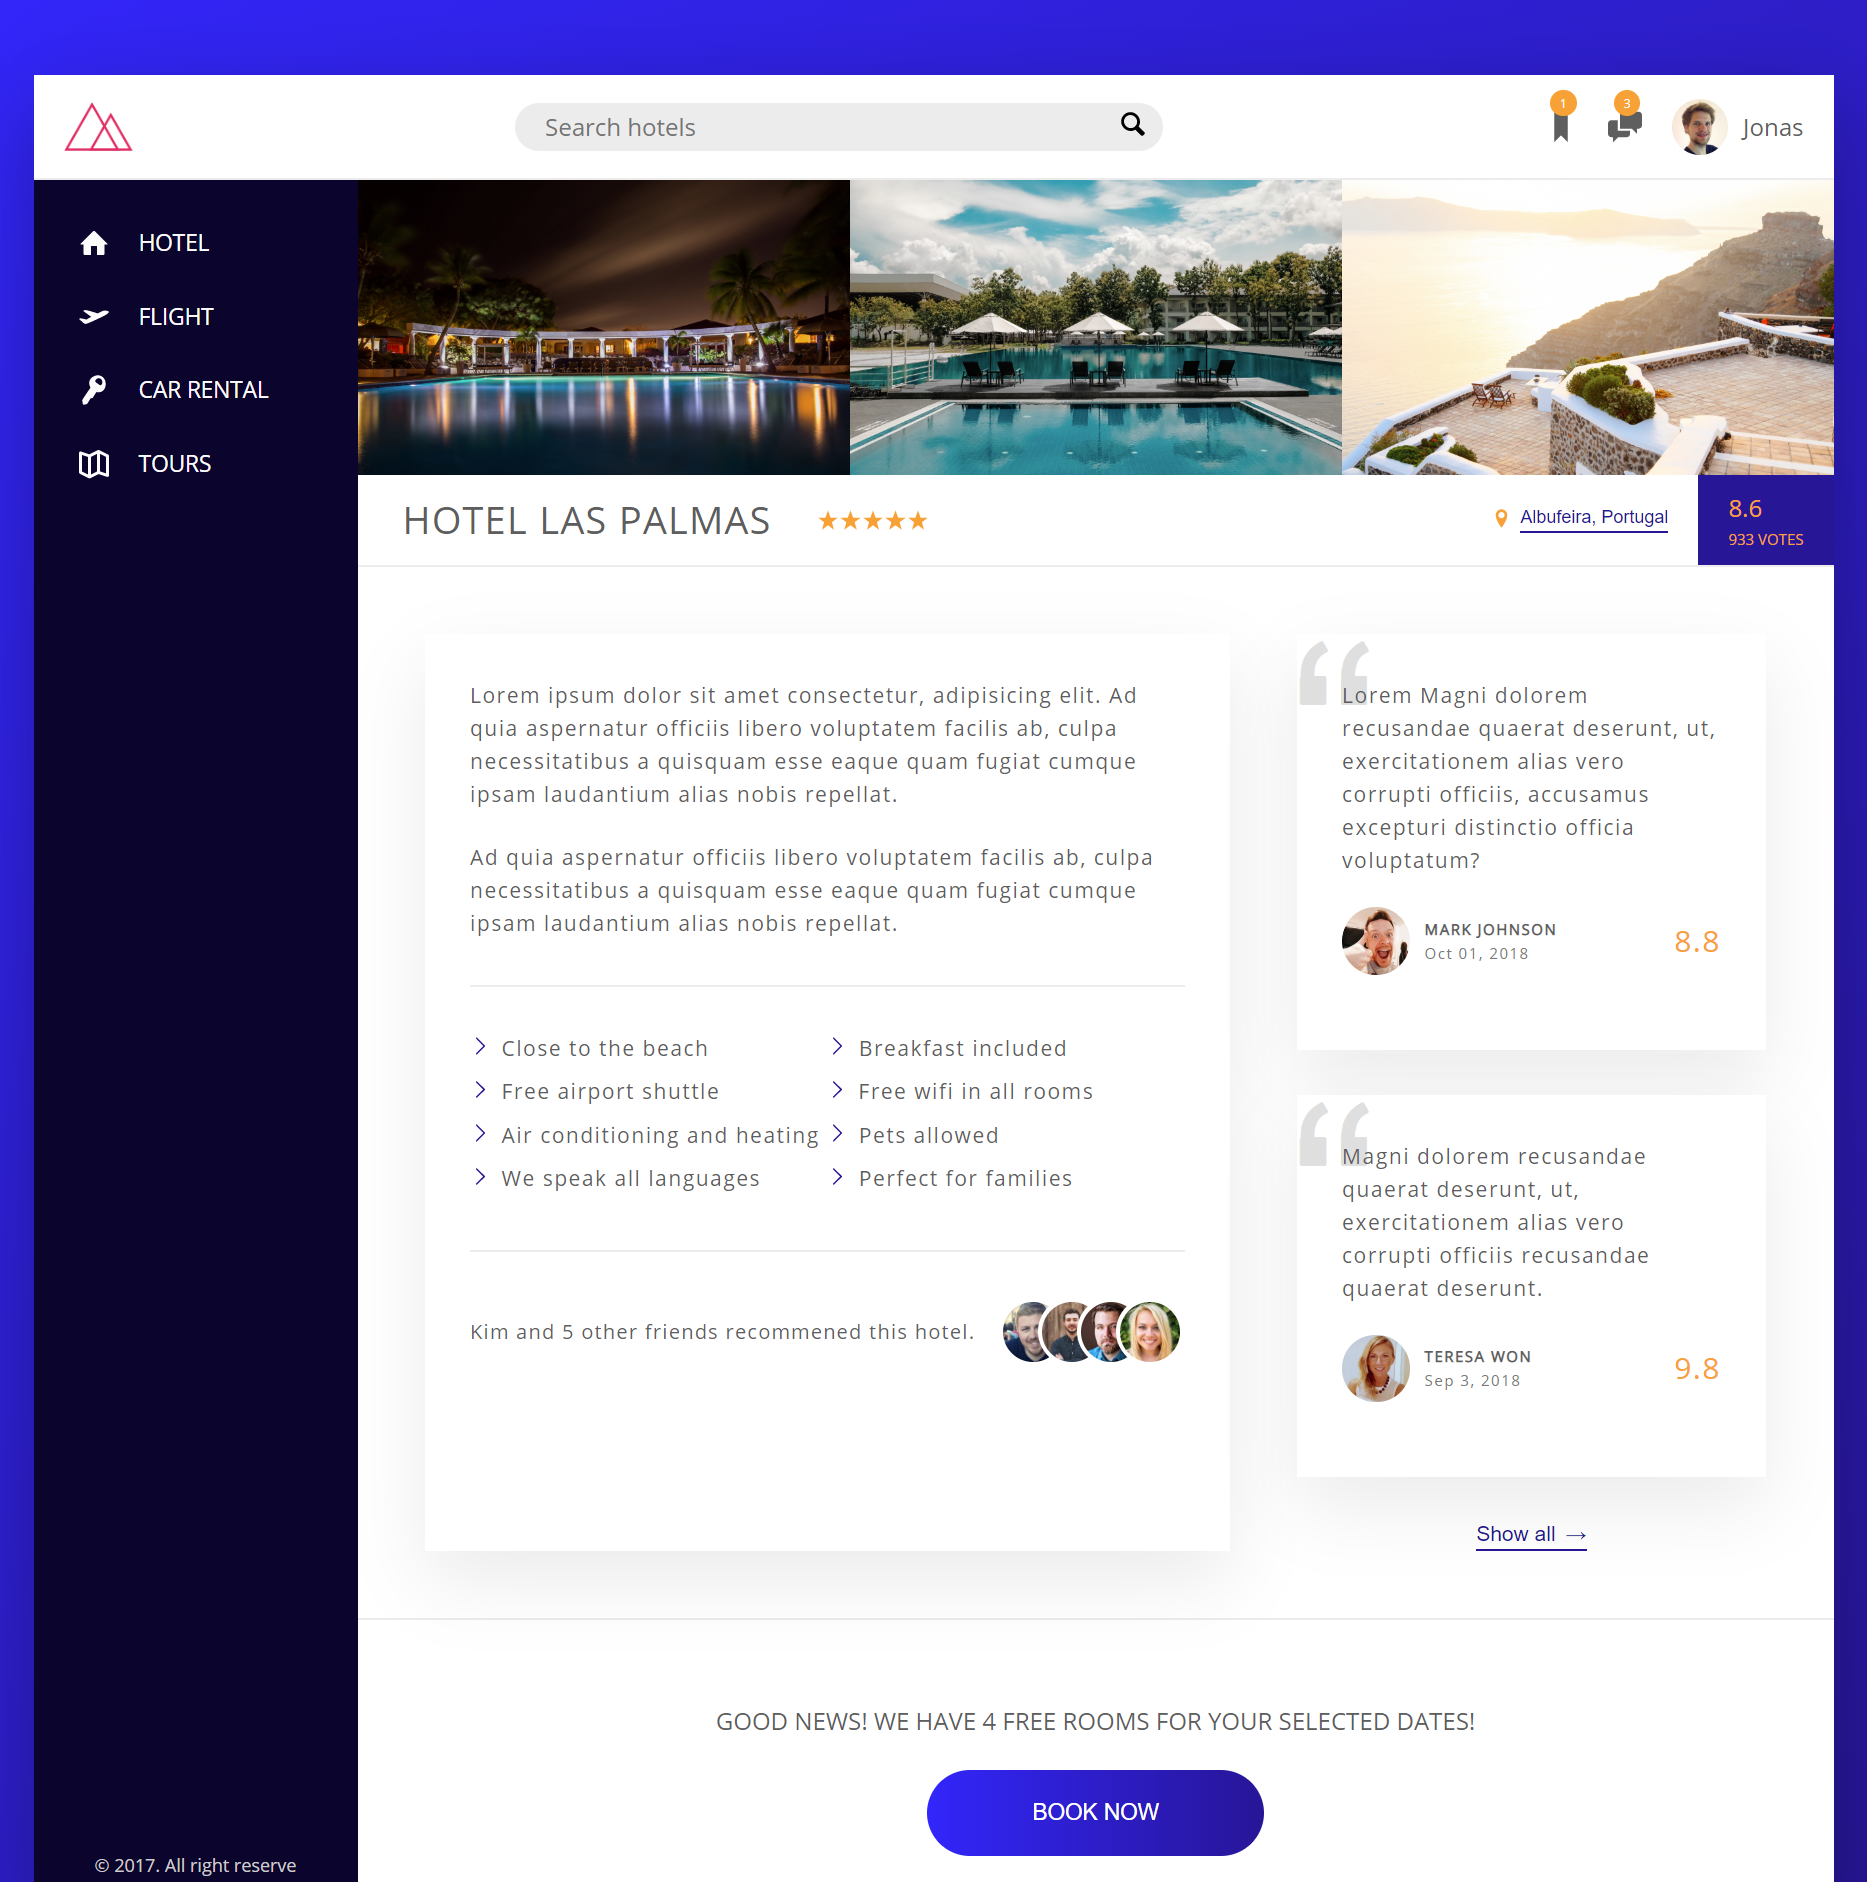 Search hotels
1
3
Jonas
HOTEL
FLIGHT
CAR RENTAL
TOURS
HOTEL LAS PALMAS
Albufeira, Portugal
8.6
933 VOTES
Lorem ipsum dolor sit amet consectetur, adipisicing elit. Ad
quia aspernatur officiis libero voluptatem facilis ab, culpa
necessitatibus a quisquam esse eaque quam fugiat cumque
ipsam laudantium alias nobis repellat.
Ad quia aspernatur officiis libero voluptatem facilis ab, culpa
necessitatibus a quisquam esse eaque quam fugiat cumque
ipsam laudantium alias nobis repellat.
Close to the beach
Breakfast included
Free airport shuttle
Free wifi in all rooms
Air conditioning and heating
Pets allowed
We speak all languages
Perfect for families
Kim and 5 other friends recommened this hotel.
“
Lorem Magni dolorem
recusandae quaerat deserunt, ut,
exercitationem alias vero
corrupti officiis, accusamus
excepturi distinctio officia
voluptatum?
MARK JOHNSON
Oct 01, 2018
8.8
“
Magni dolorem recusandae
quaerat deserunt, ut,
exercitationem alias vero
corrupti officiis recusandae
quaerat deserunt.
TERESA WON
Sep 3, 2018
9.8
Show all →
GOOD NEWS! WE HAVE 4 FREE ROOMS FOR YOUR SELECTED DATES!
BOOK NOW
© 2017. All right reserve